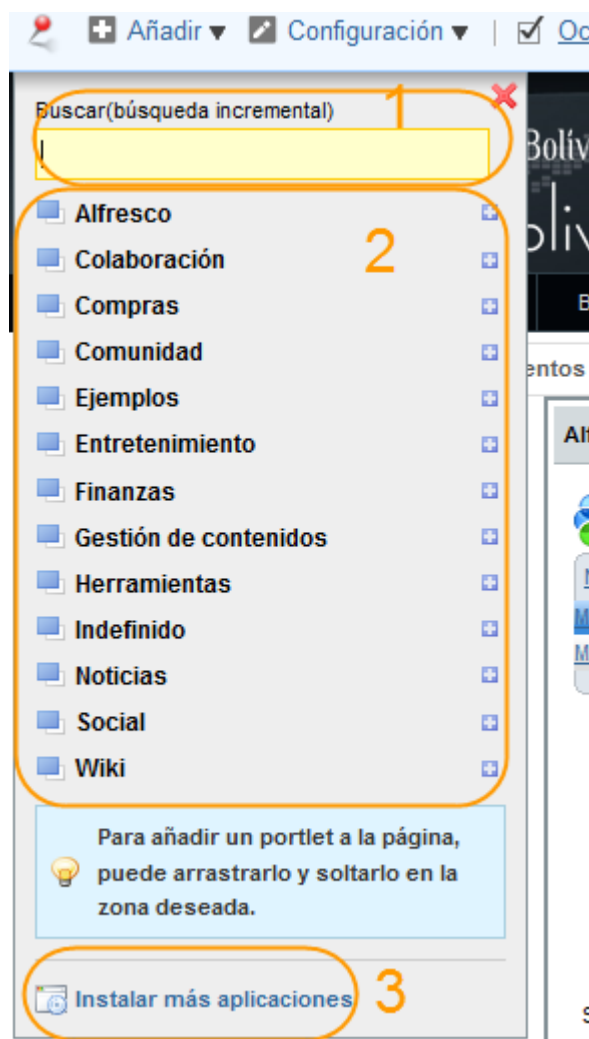 Añadir ▼ Configuración ▼ |
Buscar(búsqueda incremental)
1
2
Alfresco
Colaboración
Compras
Comunidad
Ejemplos
Entretenimiento
Finanzas
Gestión de contenidos
Herramientas
Indefinido
Noticias
Social
Wiki
Para añadir un portlet a la página,
puede arrastrarlo y soltarlo en la
zona deseada.
Instalar más aplicaciones
3